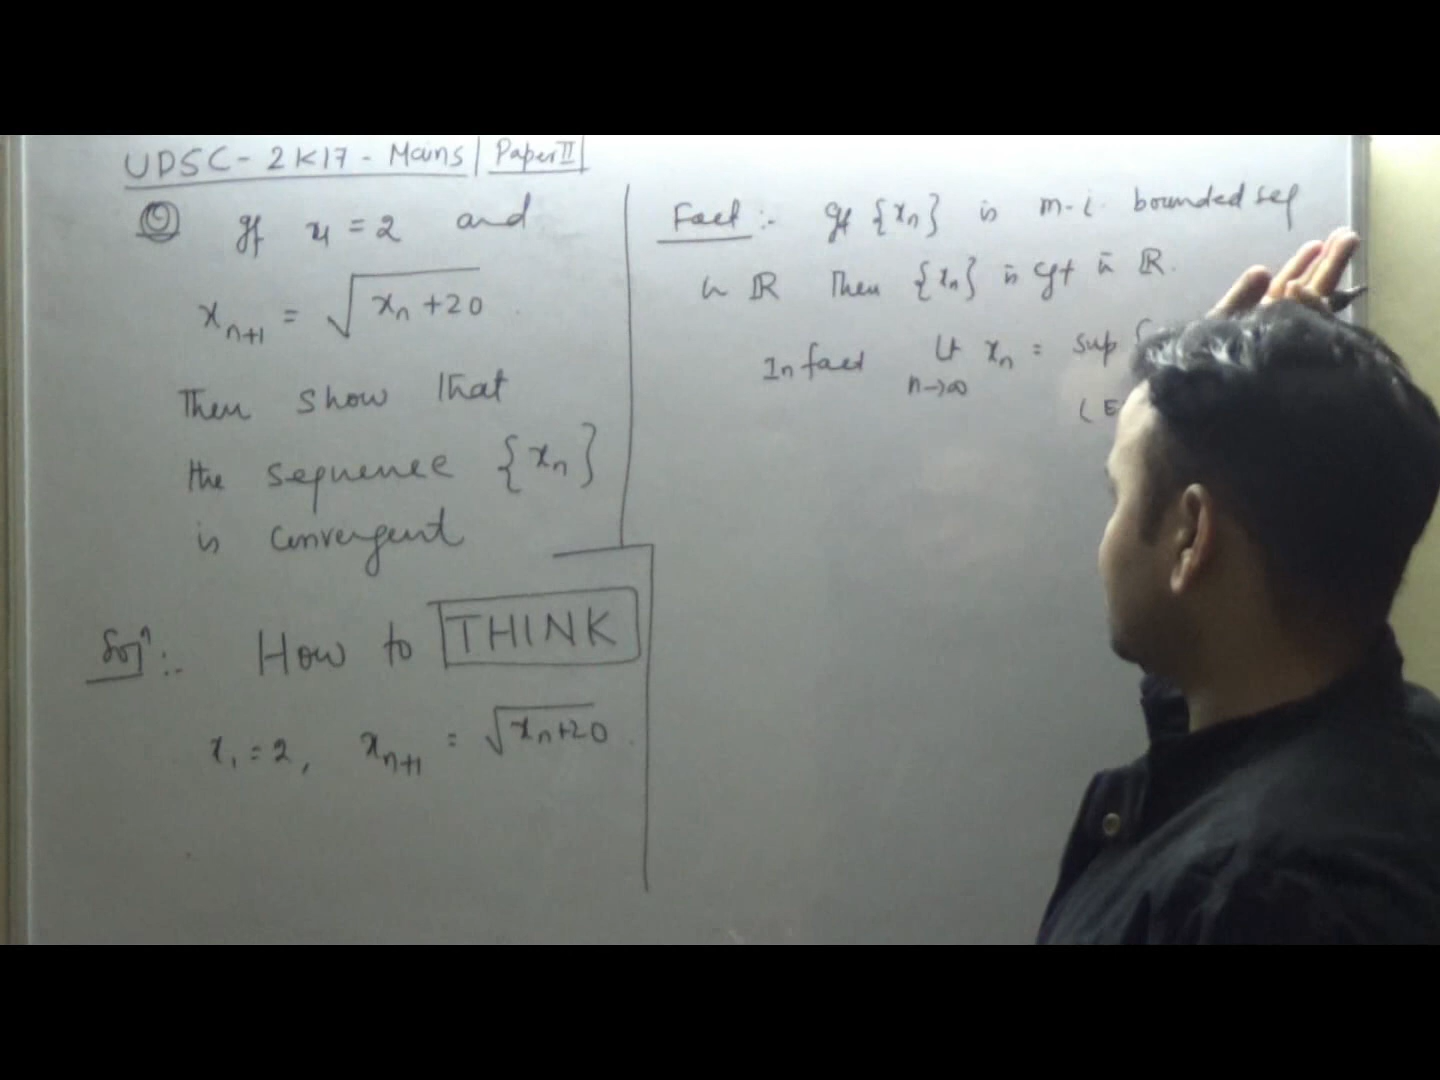 UPSC - 2K17 - Mains | Paper II
Q If x₁ = 2 and
xₙ₊₁ = √(xₙ + 20)
Then show that
the sequence {xₙ}
is convergent
Solⁿ :- How to THINK
x₁ = 2, xₙ₊₁ = √(xₙ+20)
Fact :- If {xₙ} is m.i. bounded seq
in ℝ Then {xₙ} is cgt in ℝ.
In fact lt n→∞ xₙ = sup {